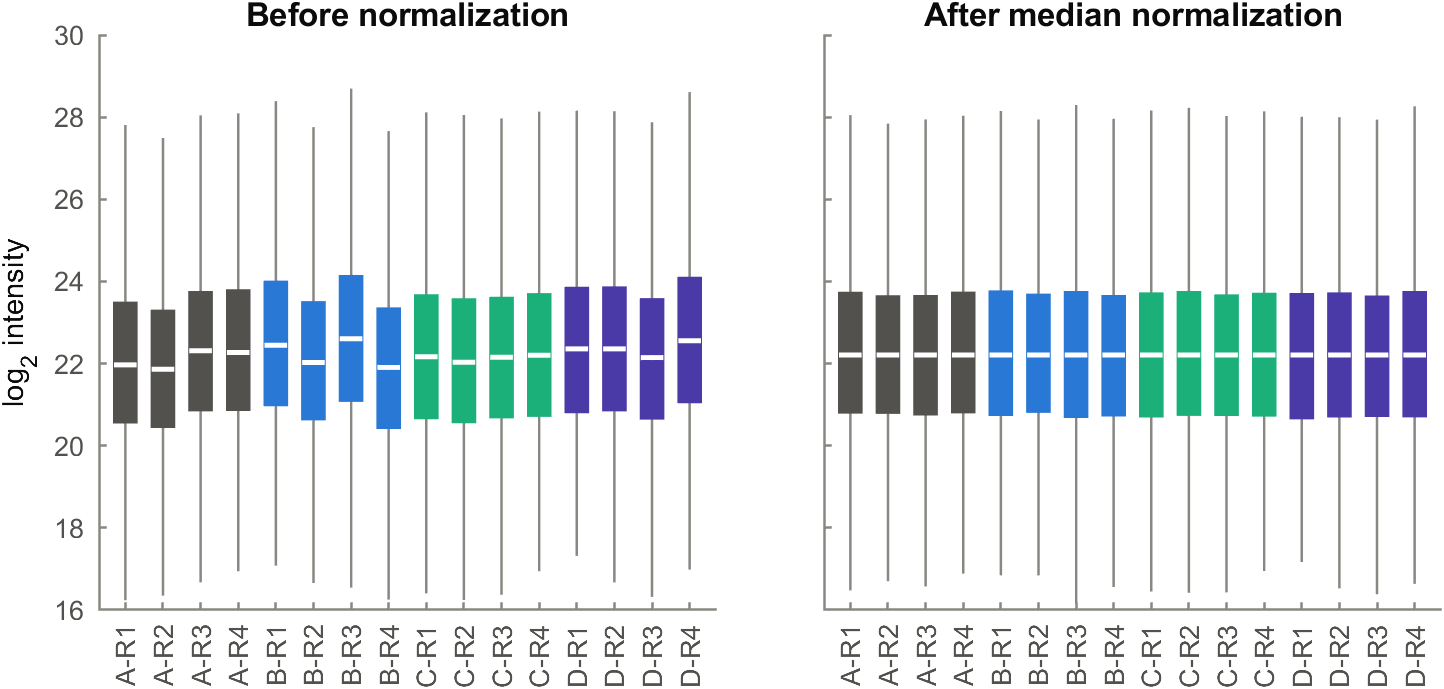 Before normalization
After median normalization
log2 intensity
30
28
26
24
22
20
18
16
A-R1
A-R2
A-R3
A-R4
B-R1
B-R2
B-R3
B-R4
C-R1
C-R2
C-R3
C-R4
D-R1
D-R2
D-R3
D-R4
A-R1
A-R2
A-R3
A-R4
B-R1
B-R2
B-R3
B-R4
C-R1
C-R2
C-R3
C-R4
D-R1
D-R2
D-R3
D-R4